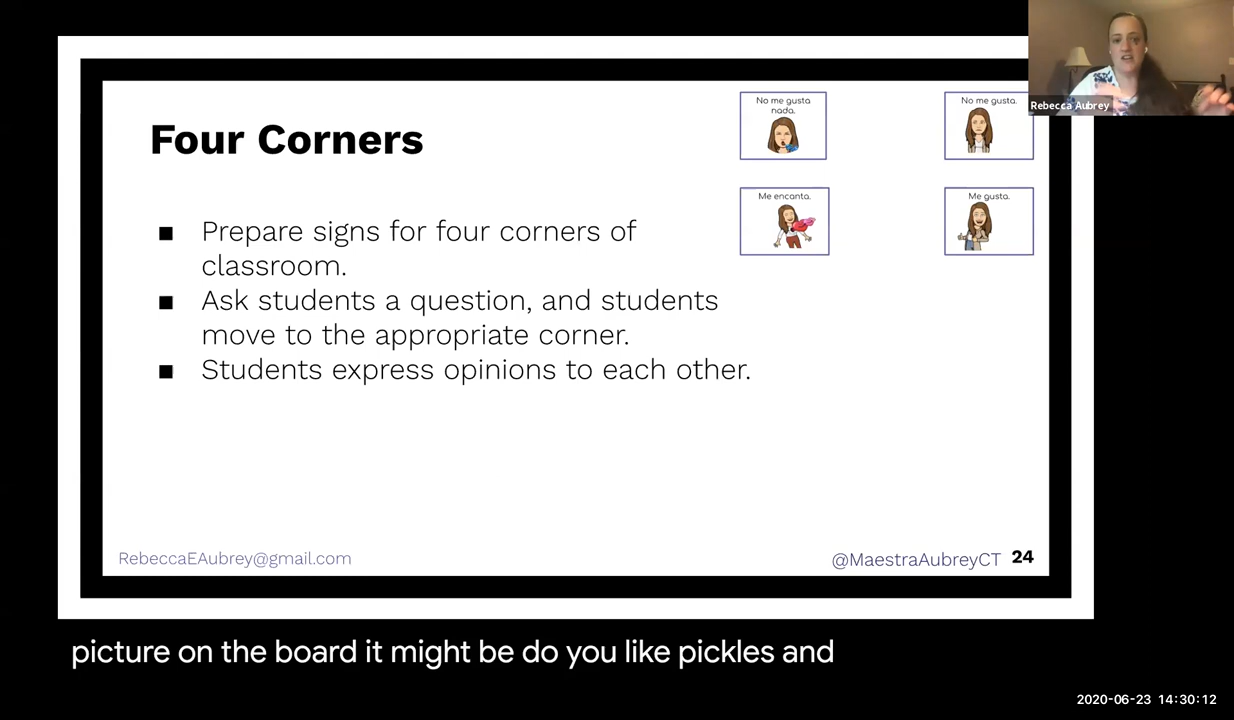 Four Corners
No me gusta
nada.
No me gusta.
Me encanta.
Me gusta.
Rebecca Aubrey
■ Prepare signs for four corners of
classroom.
■ Ask students a question, and students
move to the appropriate corner.
■ Students express opinions to each other.
RebeccaEAubrey@gmail.com
@MaestraAubreyCT 24
picture on the board it might be do you like pickles and
2020-06-23 14:30:12